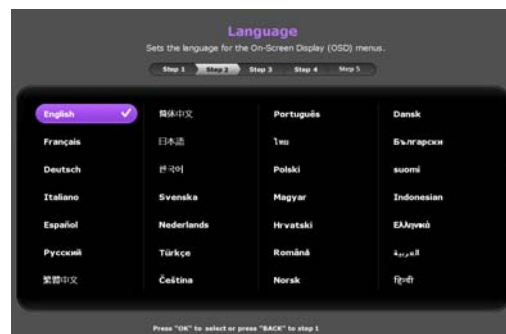 Language
Sets the language for the On-Screen Display (OSD) menus.
Step 1 Step 2 Step 3 Step 4 Step 5
English 简体中文 Português Dansk
Français 日本語 ไทย Български
Deutsch 한국어 Polski suomi
Italiano Svenska Magyar Indonesian
Español Nederlands Hrvatski Ελληνικά
Русский Türkçe Română العربية
繁體中文 Čeština Norsk हिन्दी
Press "OK" to select or press "BACK" to step 1